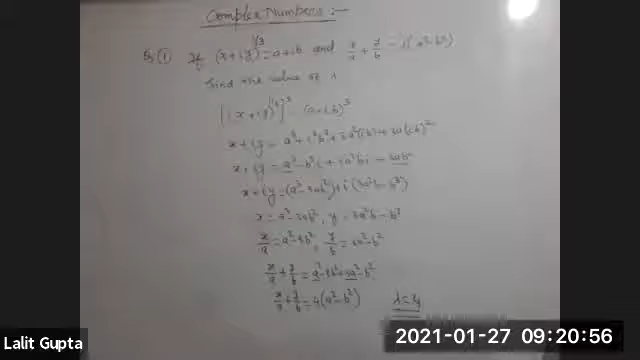 Complex Numbers :-
Q. ① If (x+iy)^1/3 = a+ib and x/a + y/b = λ(a²-b²)
find the value of λ
[(x+iy)^1/3]³ = (a+ib)³
x+iy = a³+i³b³+3a²(ib)+3a(ib)²
x+iy = a³-b³i+3a²bi-3ab²
x+iy = (a³-3ab²)+i(3a²b-b³)
x = a³-3ab², y = 3a²b-b³
x/a = a²-3b², y/b = 3a²-b²
x/a + y/b = a²-3b²+3a²-b²
x/a + y/b = 4(a²-b²)
Lalit Gupta
2021-01-27 09:20:56